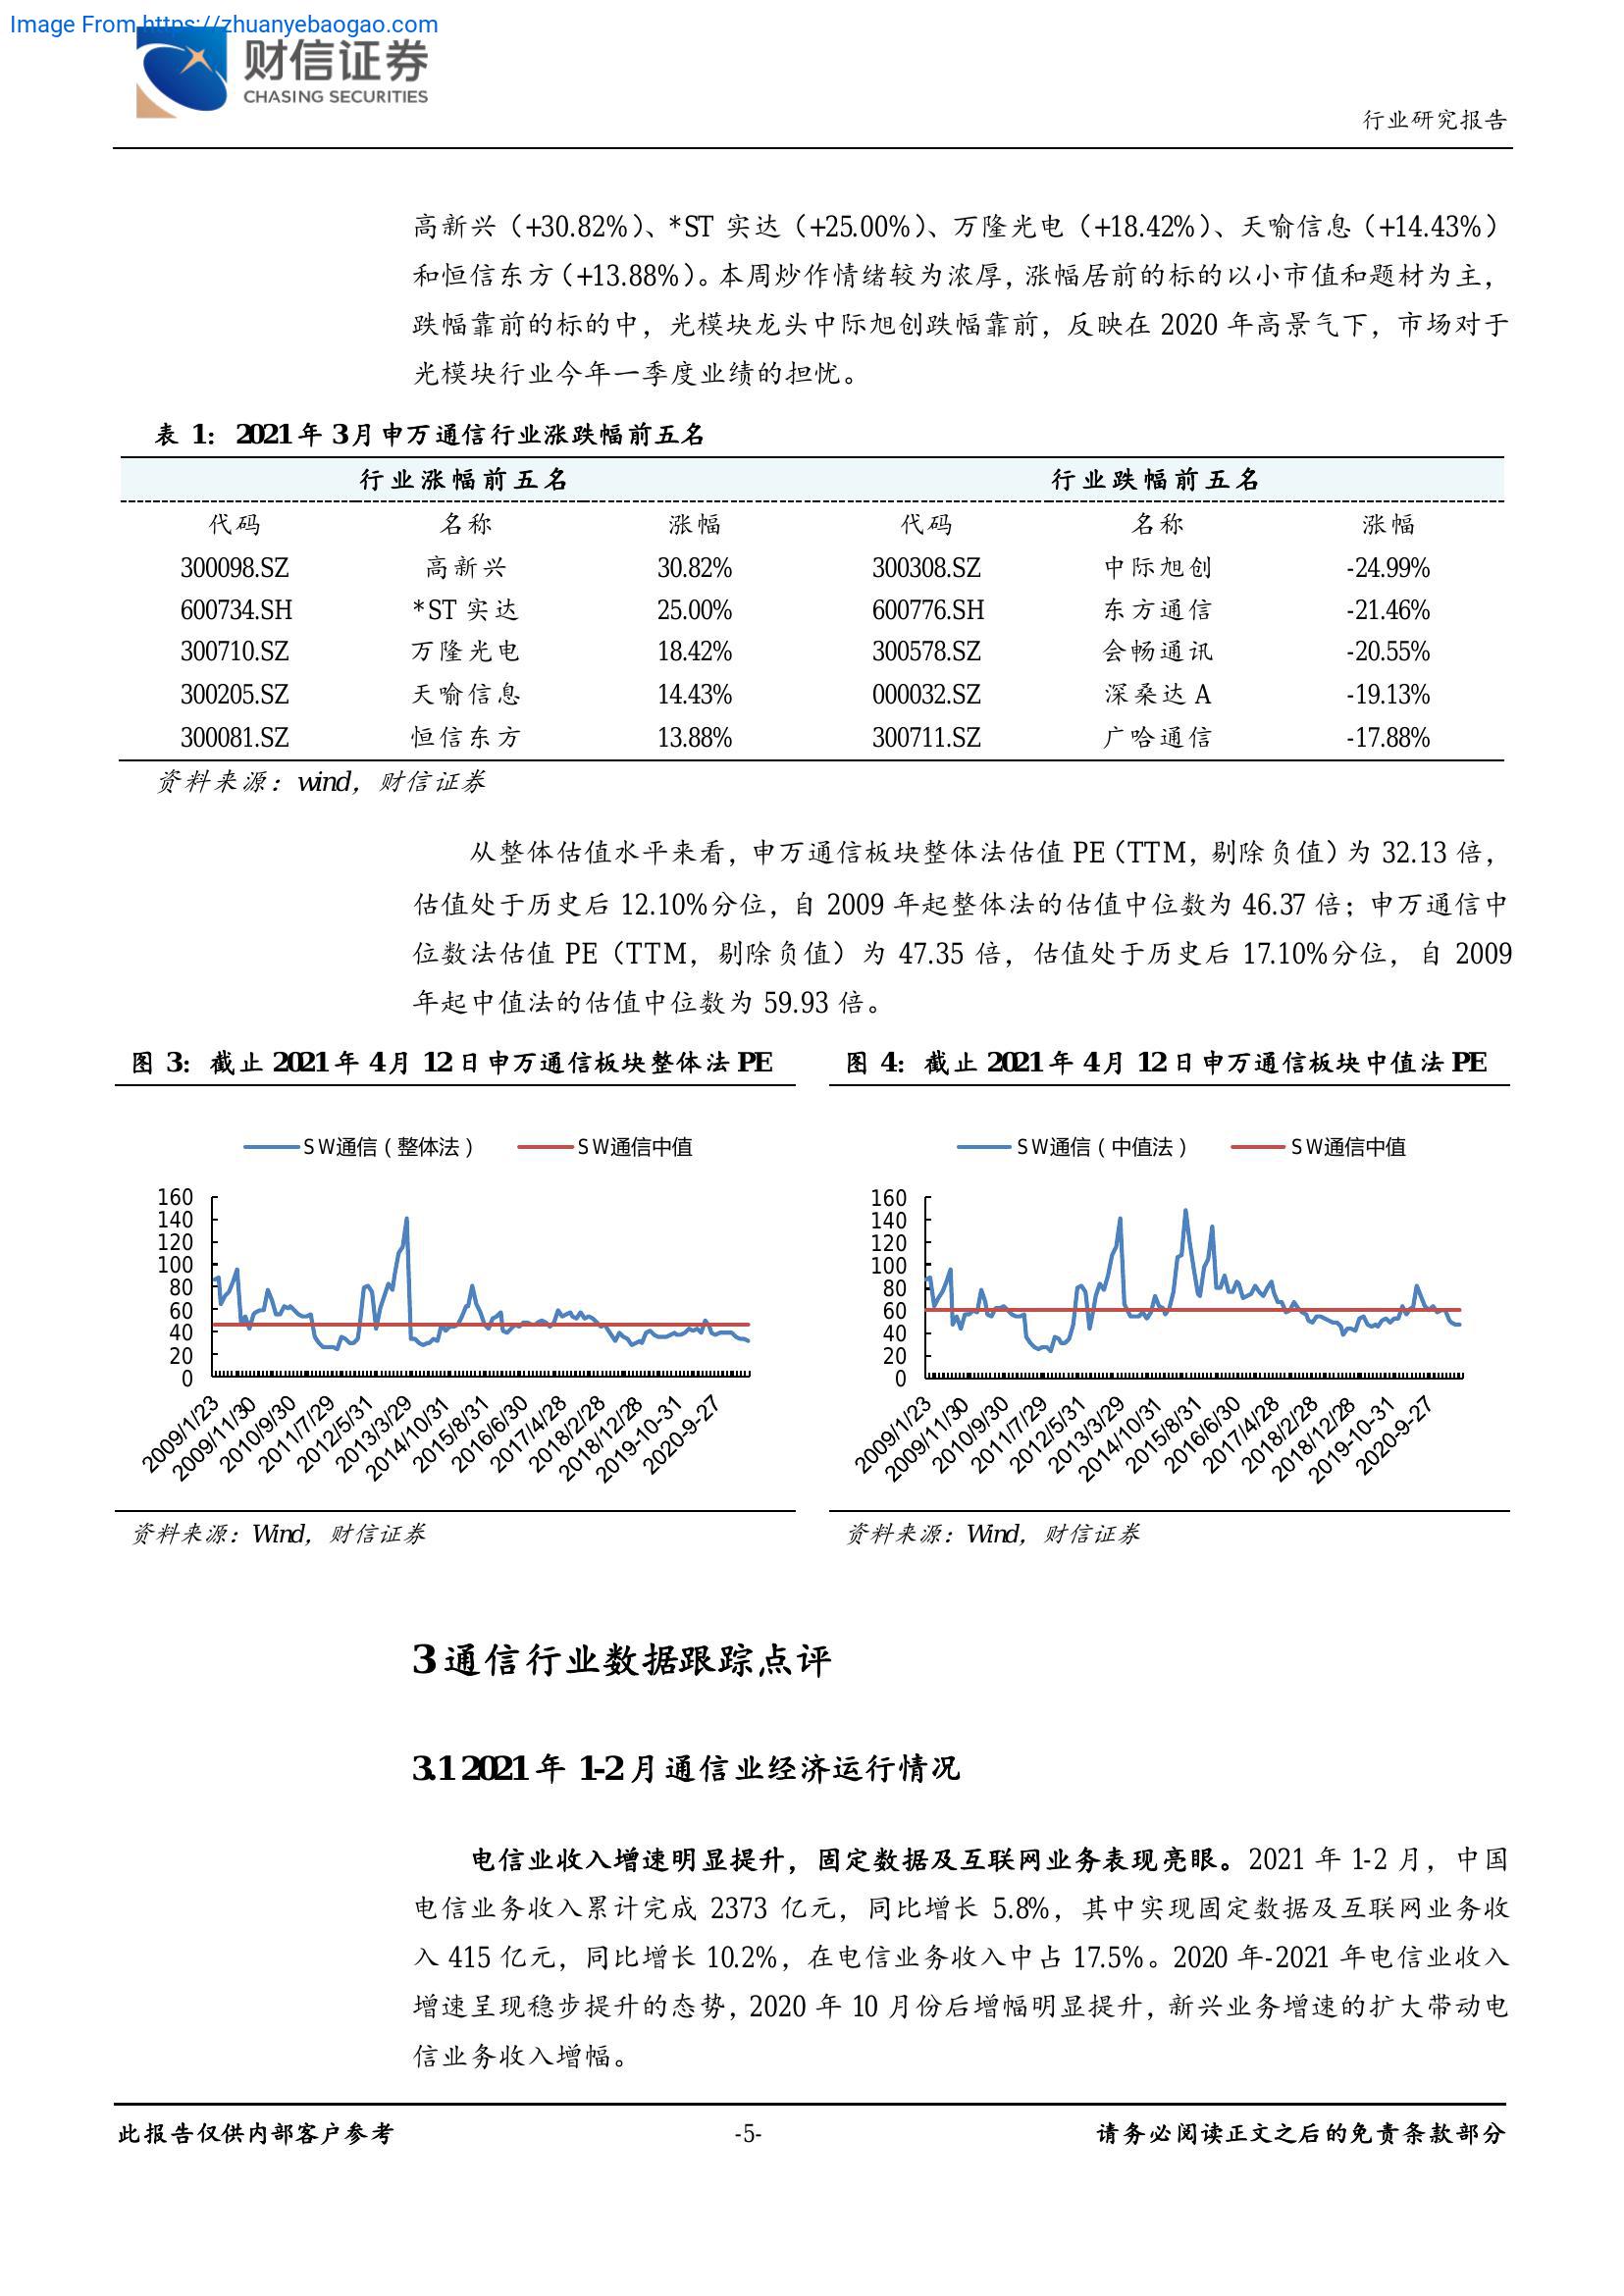 Image From https://zhuanyebaogao.com
财信证券
CHASING SECURITIES
行业研究报告
高新兴（+30.82%）、*ST 实达（+25.00%）、万隆光电（+18.42%）、天喻信息（+14.43%）
和恒信东方（+13.88%）。本周炒作情绪较为浓厚，涨幅居前的标的以小市值和题材为主，
跌幅靠前的标的中，光模块龙头中际旭创跌幅靠前，反映在 2020 年高景气下，市场对于
光模块行业今年一季度业绩的担忧。
表 1：2021 年 3 月申万通信行业涨跌幅前五名
行业涨幅前五名 行业跌幅前五名
代码 名称 涨幅 代码 名称 涨幅
300098.SZ 高新兴 30.82% 300308.SZ 中际旭创 -24.99%
600734.SH *ST 实达 25.00% 600776.SH 东方通信 -21.46%
300710.SZ 万隆光电 18.42% 300578.SZ 会畅通讯 -20.55%
300205.SZ 天喻信息 14.43% 000032.SZ 深桑达 A -19.13%
300081.SZ 恒信东方 13.88% 300711.SZ 广哈通信 -17.88%
资料来源：wind，财信证券
从整体估值水平来看，申万通信板块整体法估值 PE（TTM，剔除负值）为 32.13 倍，
估值处于历史后 12.10%分位，自 2009 年起整体法的估值中位数为 46.37 倍；申万通信中
位数法估值 PE（TTM，剔除负值）为 47.35 倍，估值处于历史后 17.10%分位，自 2009
年起中值法的估值中位数为 59.93 倍。
图 3：截止 2021 年 4 月 12 日申万通信板块整体法 PE
SW通信（整体法） SW通信中值
160
140
120
100
80
60
40
20
0
2009/1/23 2009/11/30 2010/9/30 2011/7/29 2012/5/31 2013/3/29 2014/10/31 2015/8/31 2016/6/30 2017/4/28 2018/2/28 2018/12/28 2019-10-31 2020-9-27
资料来源：Wind，财信证券
图 4：截止 2021 年 4 月 12 日申万通信板块中值法 PE
SW通信（中值法） SW通信中值
160
140
120
100
80
60
40
20
0
2009/1/23 2009/11/30 2010/9/30 2011/7/29 2012/5/31 2013/3/29 2014/10/31 2015/8/31 2016/6/30 2017/4/28 2018/2/28 2018/12/28 2019-10-31 2020-9-27
资料来源：Wind，财信证券
3 通信行业数据跟踪点评
3.1 2021 年 1-2 月通信业经济运行情况
电信业收入增速明显提升，固定数据及互联网业务表现亮眼。2021 年 1-2 月，中国
电信业务收入累计完成 2373 亿元，同比增长 5.8%，其中实现固定数据及互联网业务收
入 415 亿元，同比增长 10.2%，在电信业务收入中占 17.5%。2020 年-2021 年电信业收入
增速呈现稳步提升的态势，2020 年 10 月份后增幅明显提升，新兴业务增速的扩大带动电
信业务收入增幅。
此报告仅供内部客户参考 -5- 请务必阅读正文之后的免责条款部分